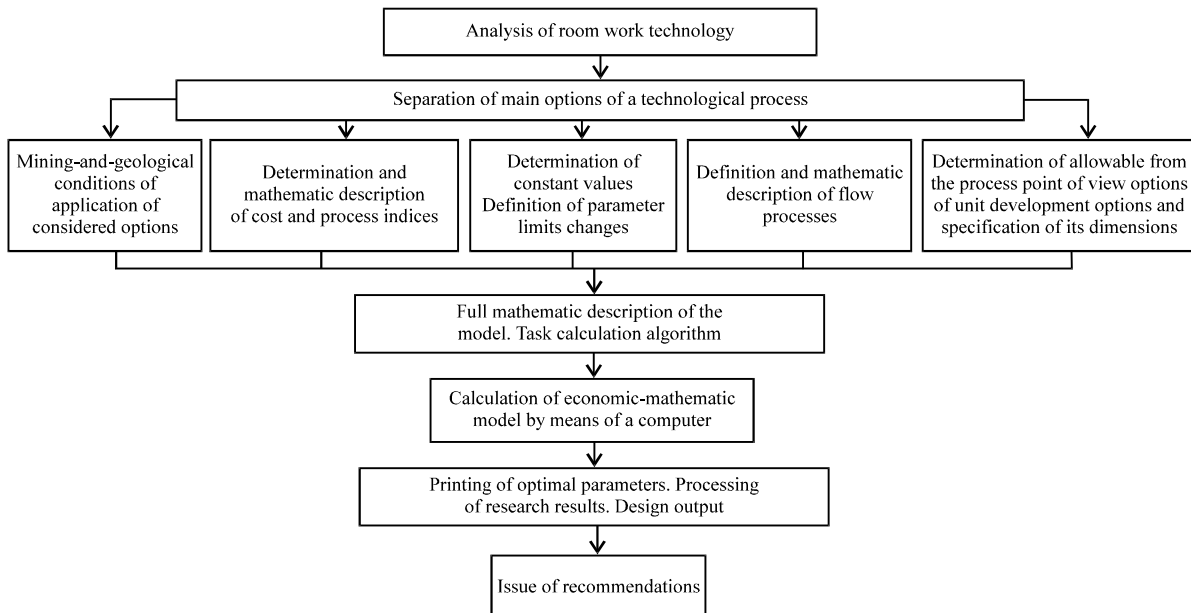 Analysis of room work technology
Separation of main options of a technological process
Mining-and-geological
conditions of
application of
considered options
Determination and
mathematic description
of cost and process indices
Determination of
constant values
Definition of parameter
limits changes
Definition and mathematic
description of flow
processes
Determination of allowable from
the process point of view options
of unit development options and
specification of its dimensions
Full mathematic description of the
model. Task calculation algorithm
Calculation of economic-mathematic
model by means of a computer
Printing of optimal parameters. Processing
of research results. Design output
Issue of recommendations